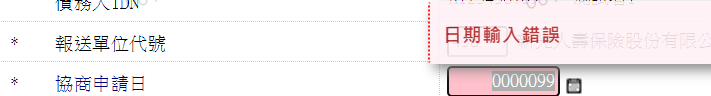 債務人IDN
日期輸入錯誤
* 報送單位代號
人壽保險股份有限公
* 協商申請日
0000099